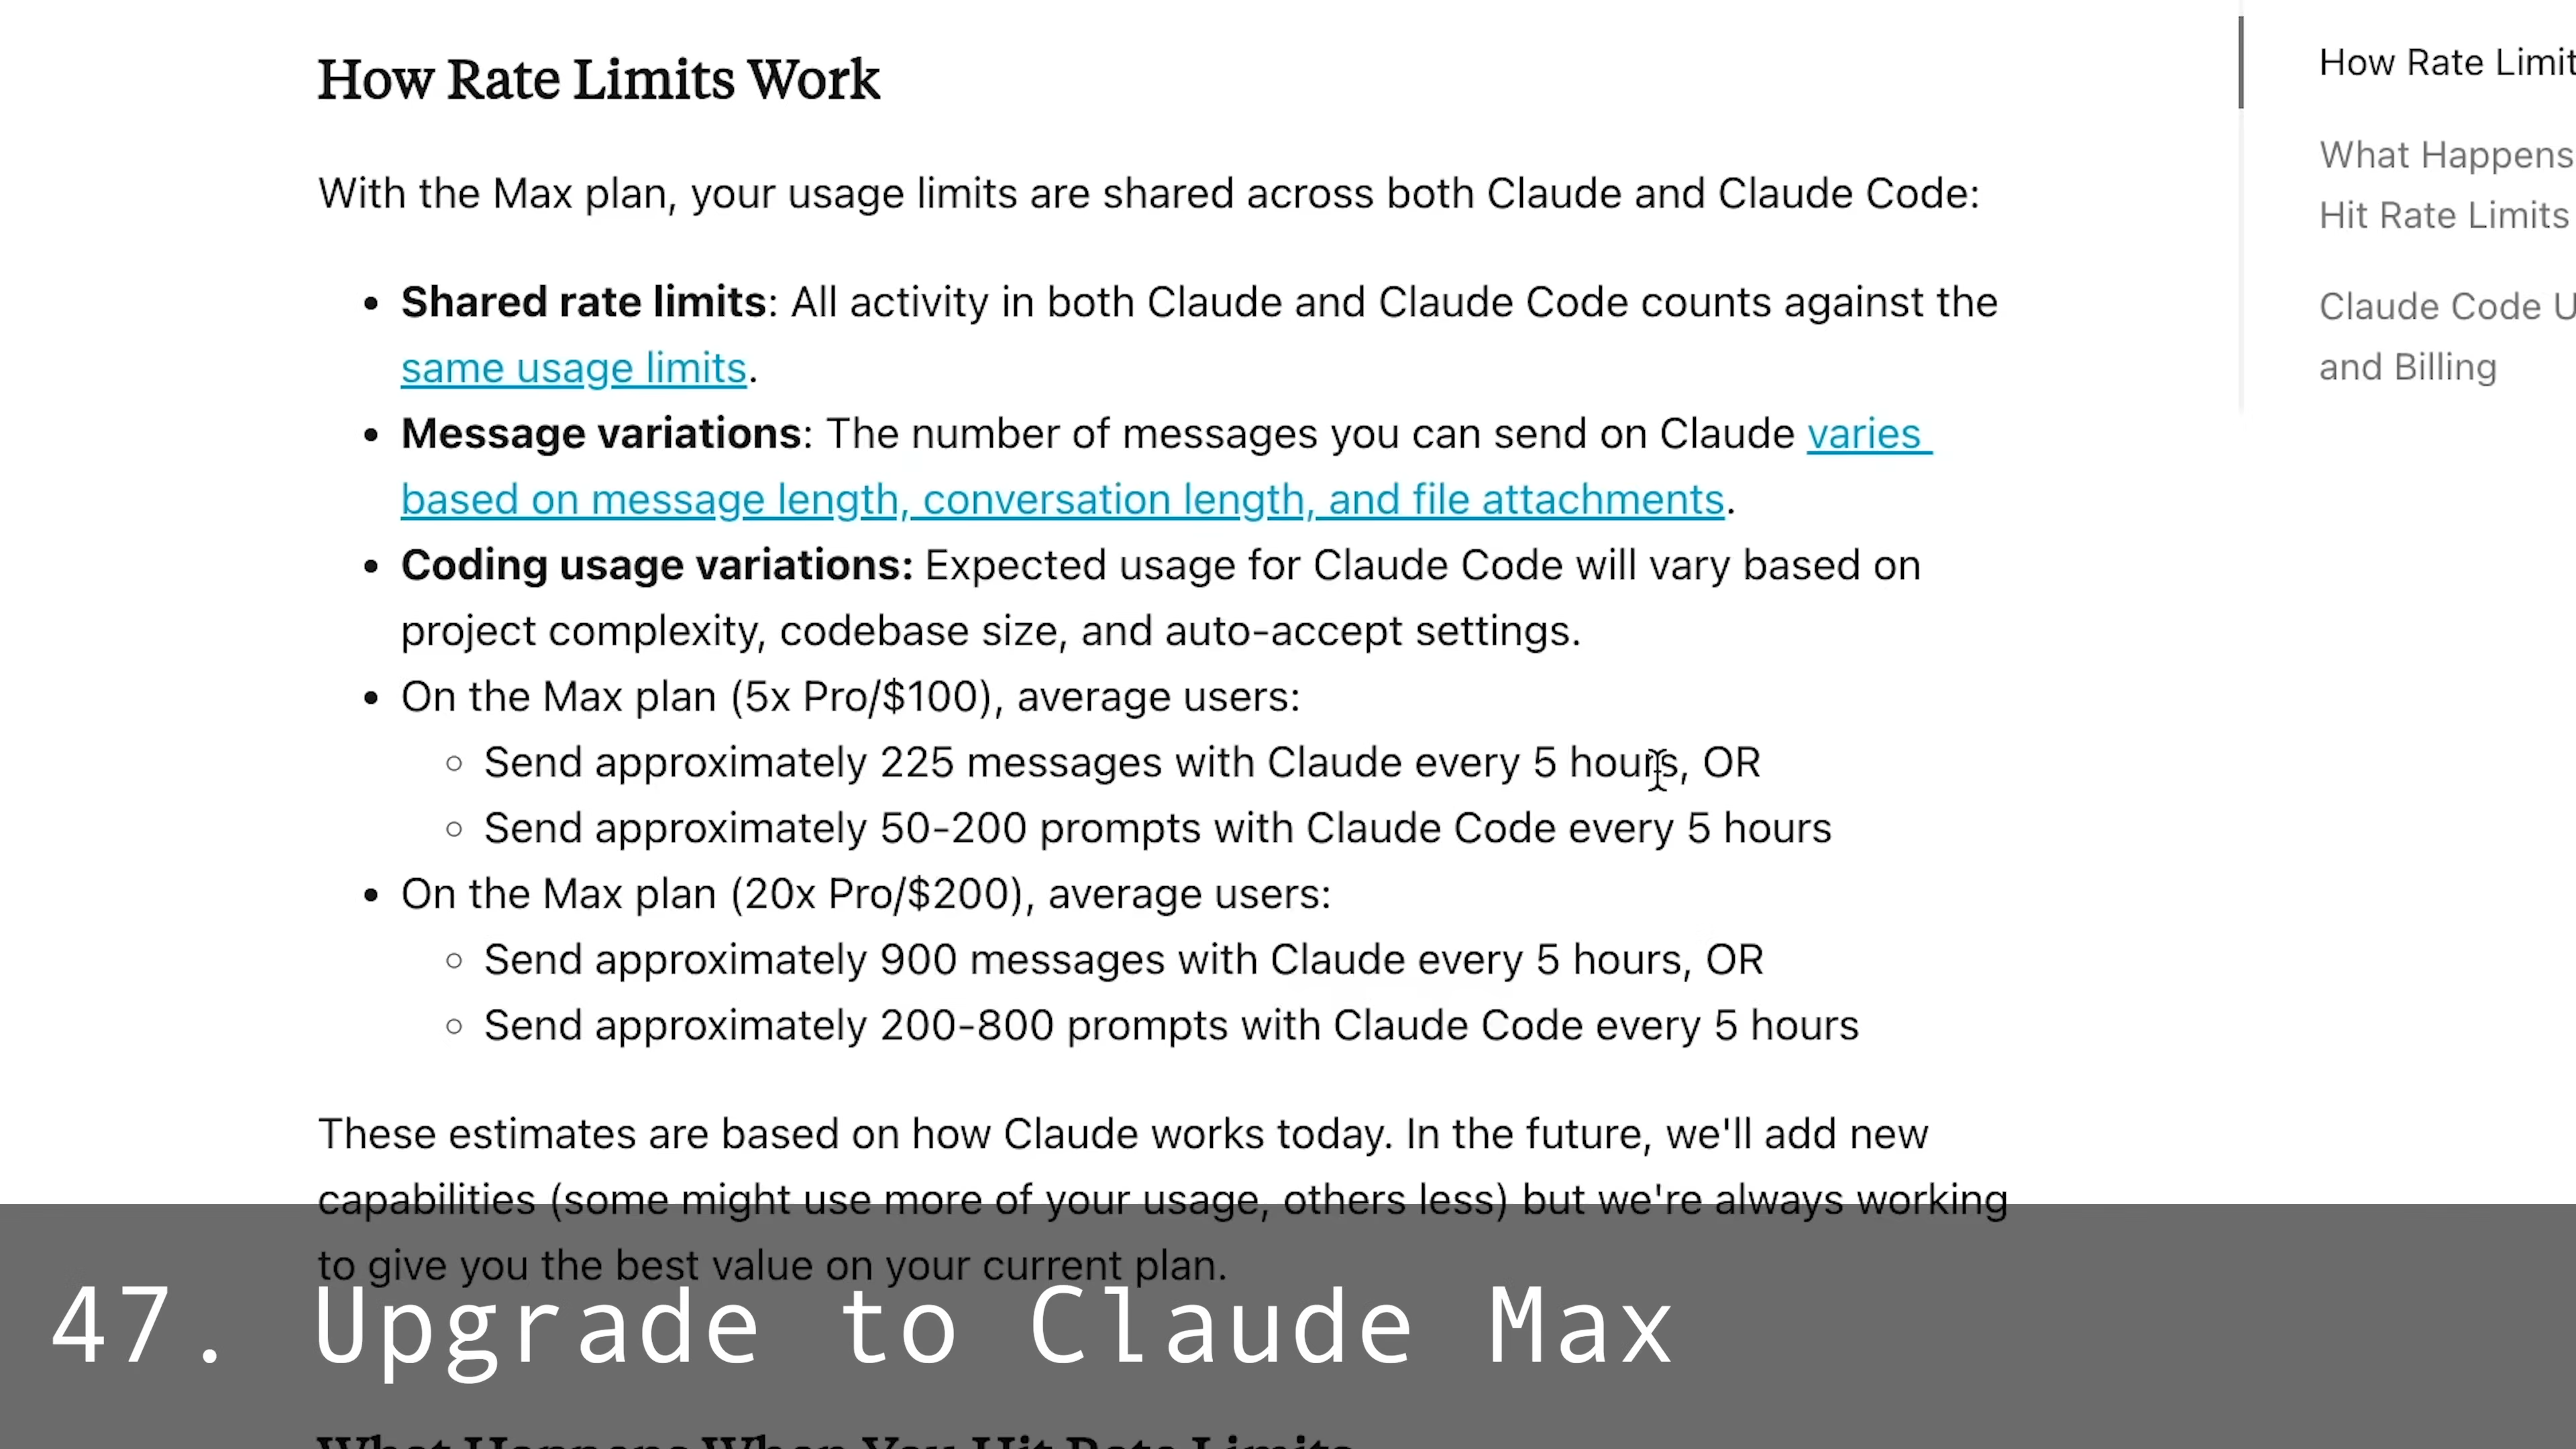 How Rate Limits Work
With the Max plan, your usage limits are shared across both Claude and Claude Code:
• Shared rate limits: All activity in both Claude and Claude Code counts against the
same usage limits.
• Message variations: The number of messages you can send on Claude varies
based on message length, conversation length, and file attachments.
• Coding usage variations: Expected usage for Claude Code will vary based on
project complexity, codebase size, and auto-accept settings.
• On the Max plan (5x Pro/$100), average users:
◦ Send approximately 225 messages with Claude every 5 hours, OR
◦ Send approximately 50-200 prompts with Claude Code every 5 hours
• On the Max plan (20x Pro/$200), average users:
◦ Send approximately 900 messages with Claude every 5 hours, OR
◦ Send approximately 200-800 prompts with Claude Code every 5 hours
These estimates are based on how Claude works today. In the future, we'll add new
capabilities (some might use more of your usage, others less) but we're always working
to give you the best value on your current plan.
What Happens When You Hit Rate Limits
How Rate Limit
What Happens
Hit Rate Limits
Claude Code U
and Billing
47. Upgrade to Claude Max